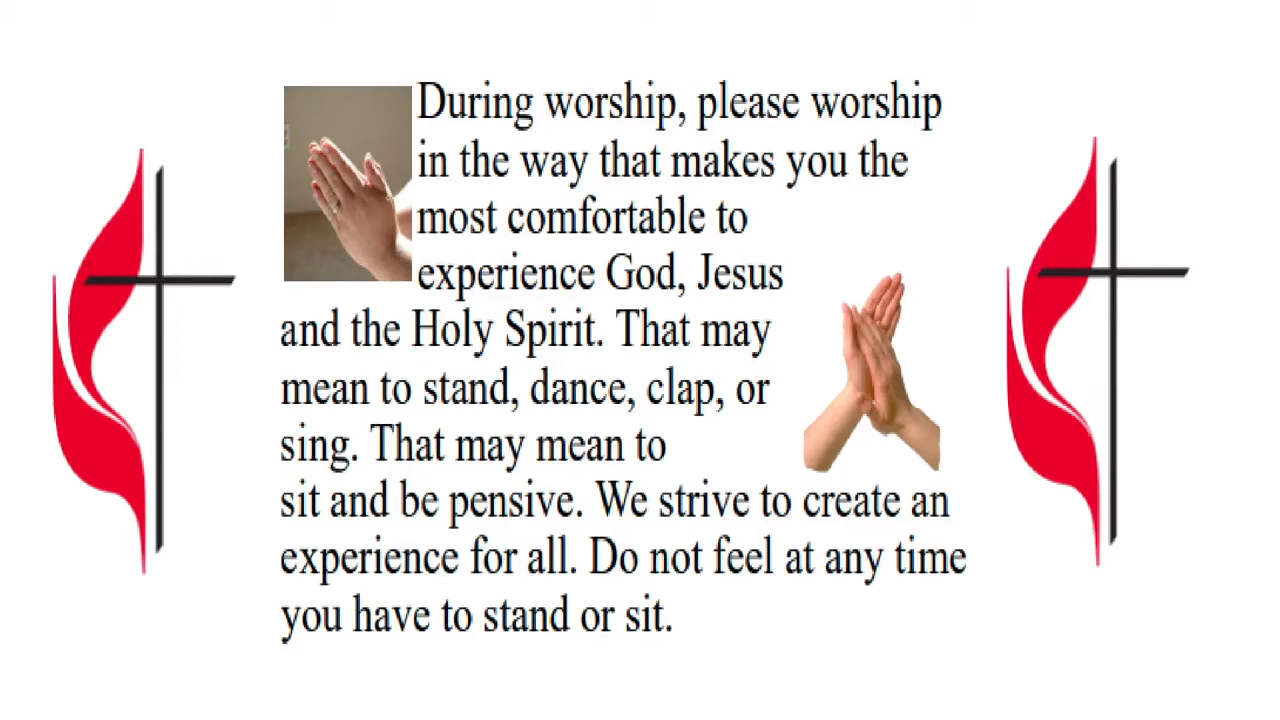 During worship, please worship
in the way that makes you the
most comfortable to
experience God, Jesus
and the Holy Spirit. That may
mean to stand, dance, clap, or
sing. That may mean to
sit and be pensive. We strive to create an
experience for all. Do not feel at any time
you have to stand or sit.